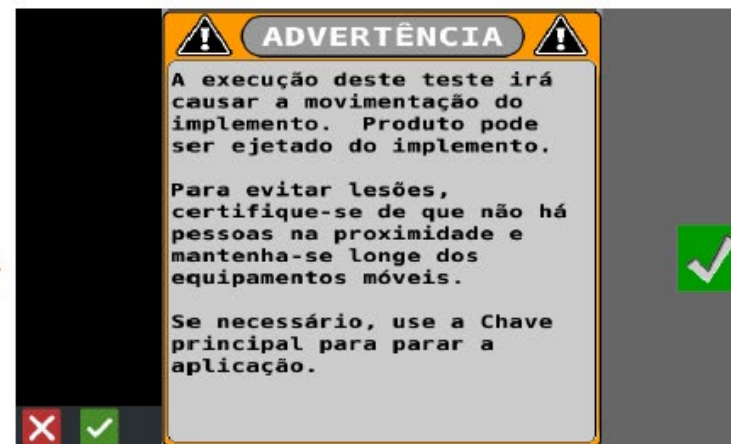 ADVERTÊNCIA
A execução deste teste irá
causar a movimentação do
implemento.  Produto pode
ser ejetado do implemento.
Para evitar lesões,
certifique-se de que não há
pessoas na proximidade e
mantenha-se longe dos
equipamentos móveis.
Se necessário, use a Chave
principal para parar a
aplicação.